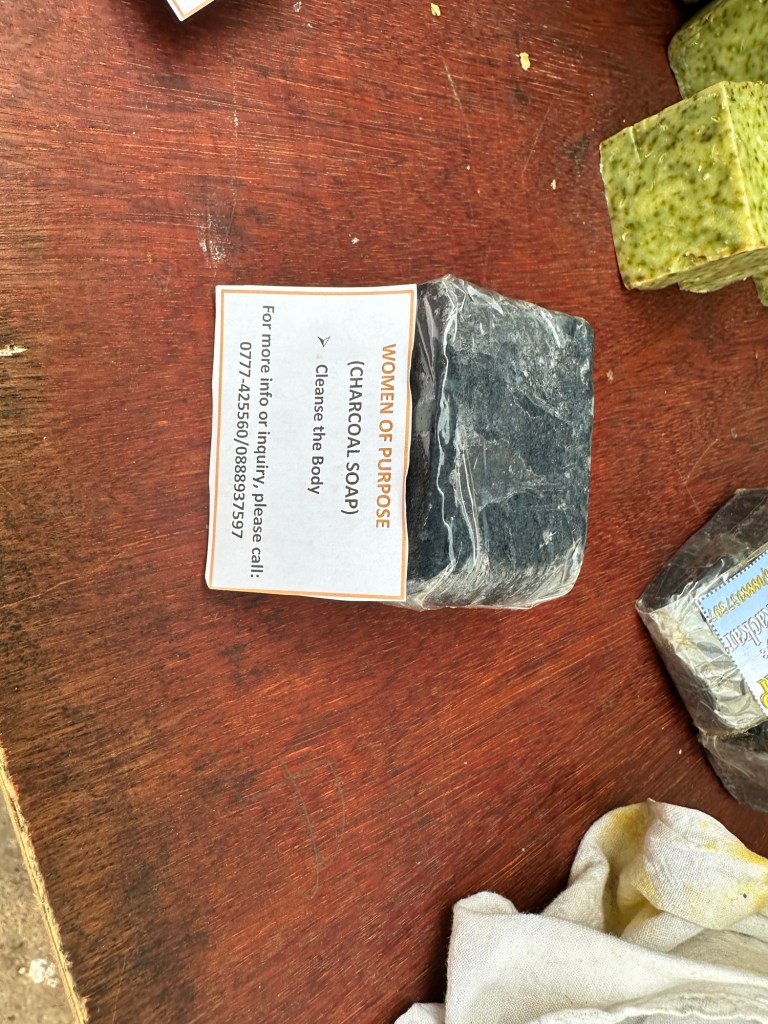 WOMEN OF PURPOSE
(CHARCOAL SOAP)
➢ Cleanse the Body
For more info or inquiry, please call:
0777-425560/0888937597